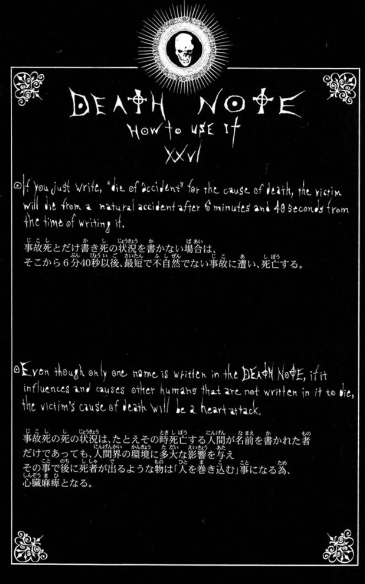 DEATH NOTE
How to use it
XXVI
If you just write, "die of accident" for the cause of death, the victim
will die from a natural accident after 6 minutes and 40 seconds from
the time of writing it.
事故死とだけ書き死の状況を書かない場合は、
そこから6分40秒以後、最短で不自然でない事故に遭い、死亡する。
Even though only one name is written in the DEATH NOTE, if it
influences and causes other humans that are not written in it to die,
the victim's cause of death will be a heart attack.
事故死の死の状況は、たとえその時死亡する人間が名前を書かれた者
だけであっても、人間界の環境に多大な影響を与え
その事で後に死者が出るような物は「人を巻き込む」事になる為、
心臓麻痺となる。